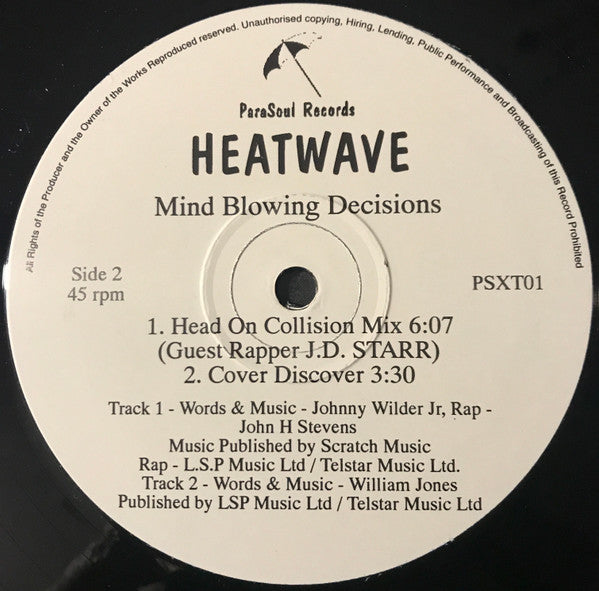 All Rights of the Producer and the Owner of the Works Reproduced reserved. Unauthorised copying, Hiring, Lending, Public Performance and Broadcasting of this Record Prohibited
ParaSoul Records
HEATWAVE
Mind Blowing Decisions
Side 2
45 rpm
PSXT01
1. Head On Collision Mix 6:07
(Guest Rapper J.D. STARR)
2. Cover Discover 3:30
Track 1 - Words & Music - Johnny Wilder Jr, Rap -
John H Stevens
Music Published by Scratch Music
Rap - L.S.P Music Ltd / Telstar Music Ltd.
Track 2 - Words & Music - William Jones
Published by LSP Music Ltd / Telstar Music Ltd